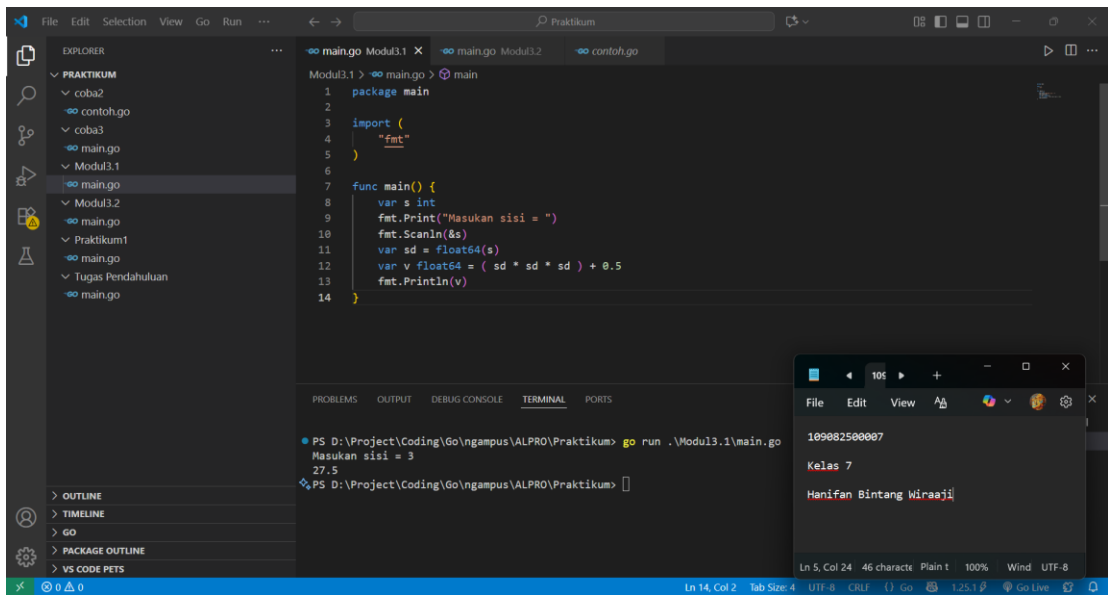 File Edit Selection View Go Run ···
Praktikum
EXPLORER ···
PRAKTIKUM
coba2
contoh.go
coba3
main.go
Modul3.1
main.go
Modul3.2
main.go
Praktikum1
main.go
Tugas Pendahuluan
main.go
OUTLINE
TIMELINE
GO
PACKAGE OUTLINE
VS CODE PETS
main.go Modul3.1 main.go Modul3.2 contoh.go
Modul3.1 > main.go > main
1 package main
2
3 import (
4 "fmt"
5 )
6
7 func main() {
8 var s int
9 fmt.Print("Masukan sisi = ")
10 fmt.Scanln(&s)
11 var sd = float64(s)
12 var v float64 = ( sd * sd * sd ) + 0.5
13 fmt.Println(v)
14 }
PROBLEMS OUTPUT DEBUG CONSOLE TERMINAL PORTS
PS D:\Project\Coding\Go\ngampus\ALPRO\Praktikum> go run .\Modul3.1\main.go
Masukan sisi = 3
27.5
PS D:\Project\Coding\Go\ngampus\ALPRO\Praktikum>
109
File Edit View
109082500007
Kelas 7
Hanifan Bintang Wiraaji
Ln 5, Col 24 46 characte Plain t 100% Wind UTF-8
0 0 Ln 14, Col 2 Tab Size: 4 UTF-8 CRLF {} Go 1.25.1 Go Live